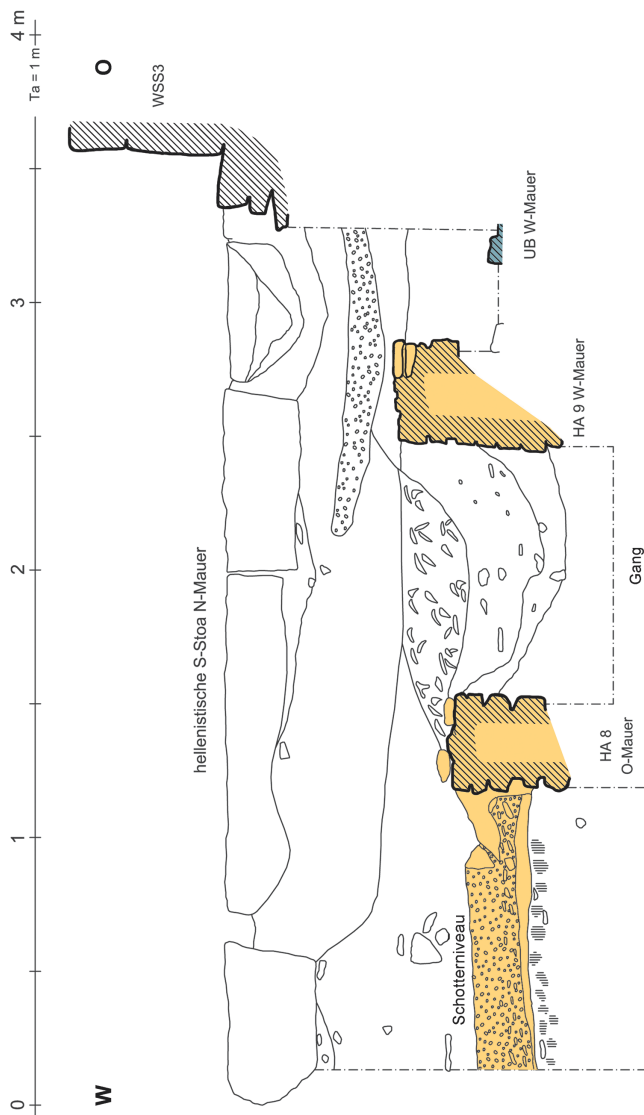 0 1 2 3 4 m
Ta = 1 m
W
O
WSS3
hellenistische S-Stoa N-Mauer
UB W-Mauer
HA 9 W-Mauer
Schotterniveau
Gang
HA 8
O-Mauer